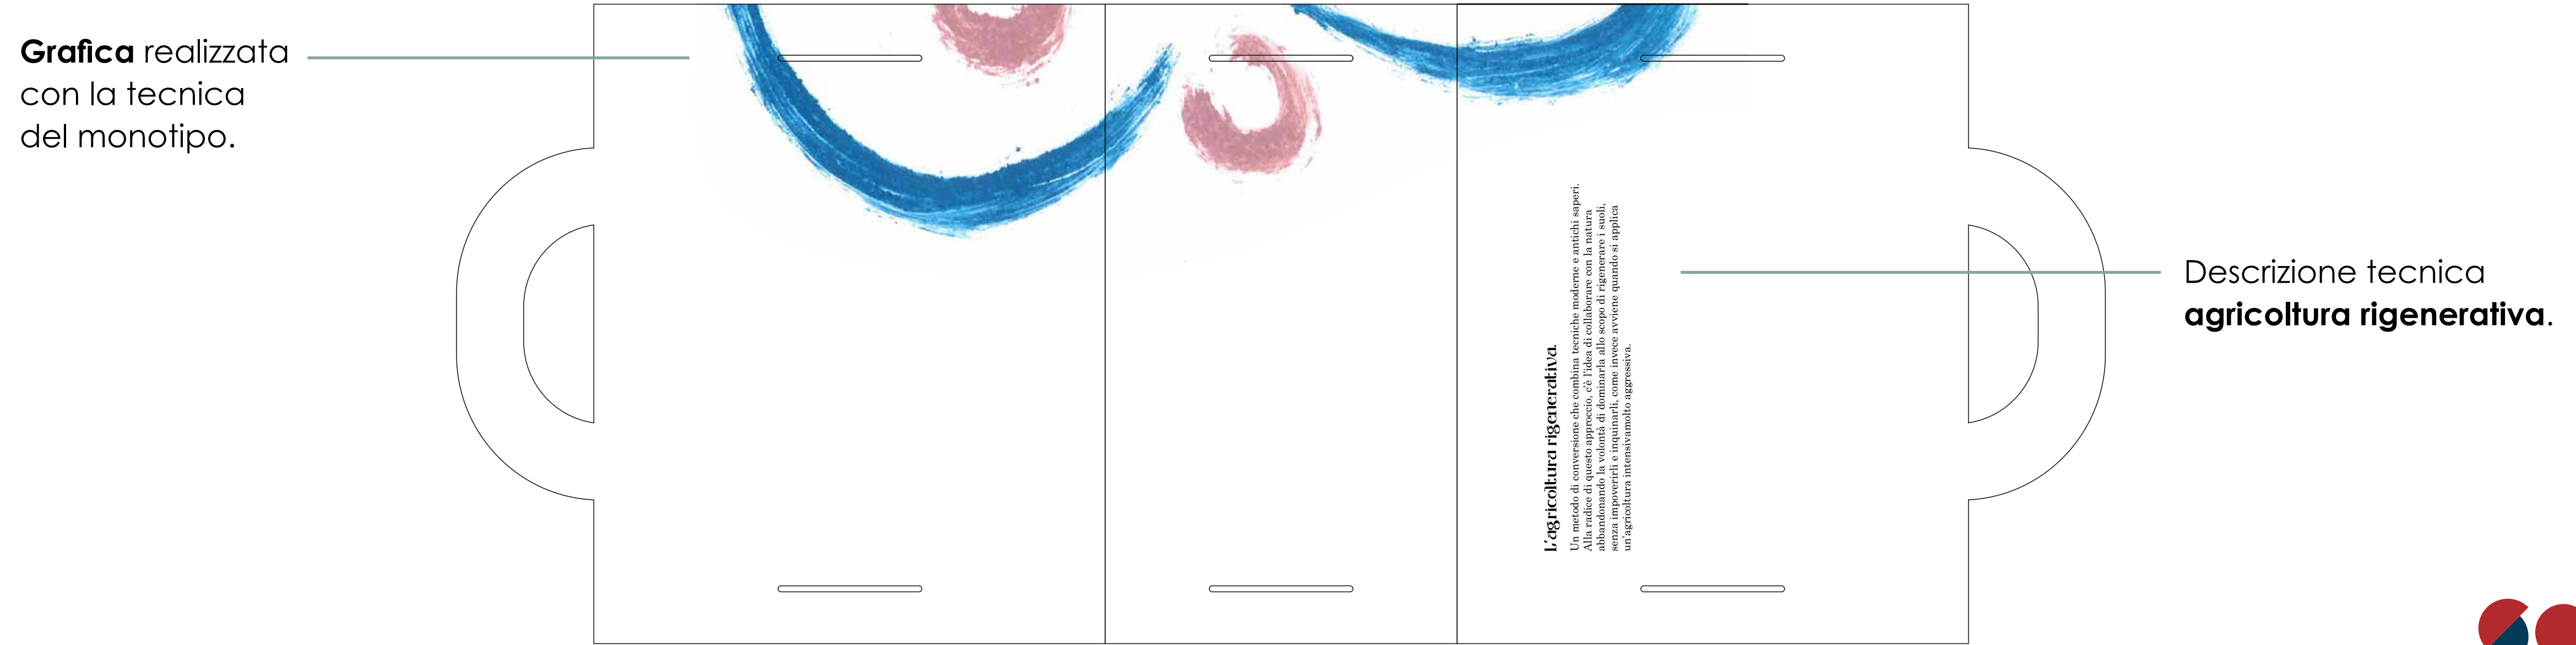 Grafica realizzata
con la tecnica
del monotipo.
L'agricoltura rigenerativa.
Un metodo di conversione che combina tecniche moderne e antichi saperi.
Alla radice di questo approccio, c'è l'idea di collaborare con la natura
abbandonando la volontà di dominarla allo scopo di rigenerare i suoli,
senza impoverirli e inquinarli, come invece avviene quando si applica
un'agricoltura intensivamolto aggressiva.
Descrizione tecnica
agricoltura rigenerativa.